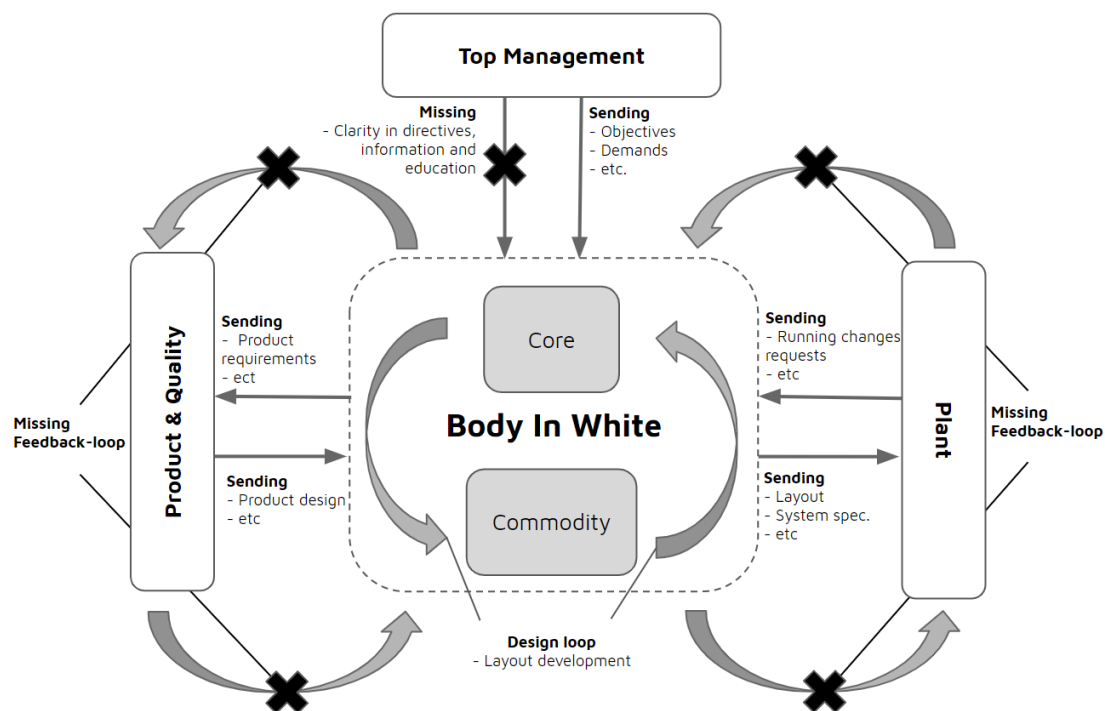 Top Management
Missing
- Clarity in directives,
information and
education
Sending
- Objectives
- Demands
- etc.
Product & Quality
Sending
- Product
requirements
- ect
Sending
- Product design
- etc
Missing
Feedback-loop
Core
Body In White
Commodity
Design loop
- Layout development
Sending
- Running changes
requests
- etc
Sending
- Layout
- System spec.
- etc
Plant
Missing
Feedback-loop